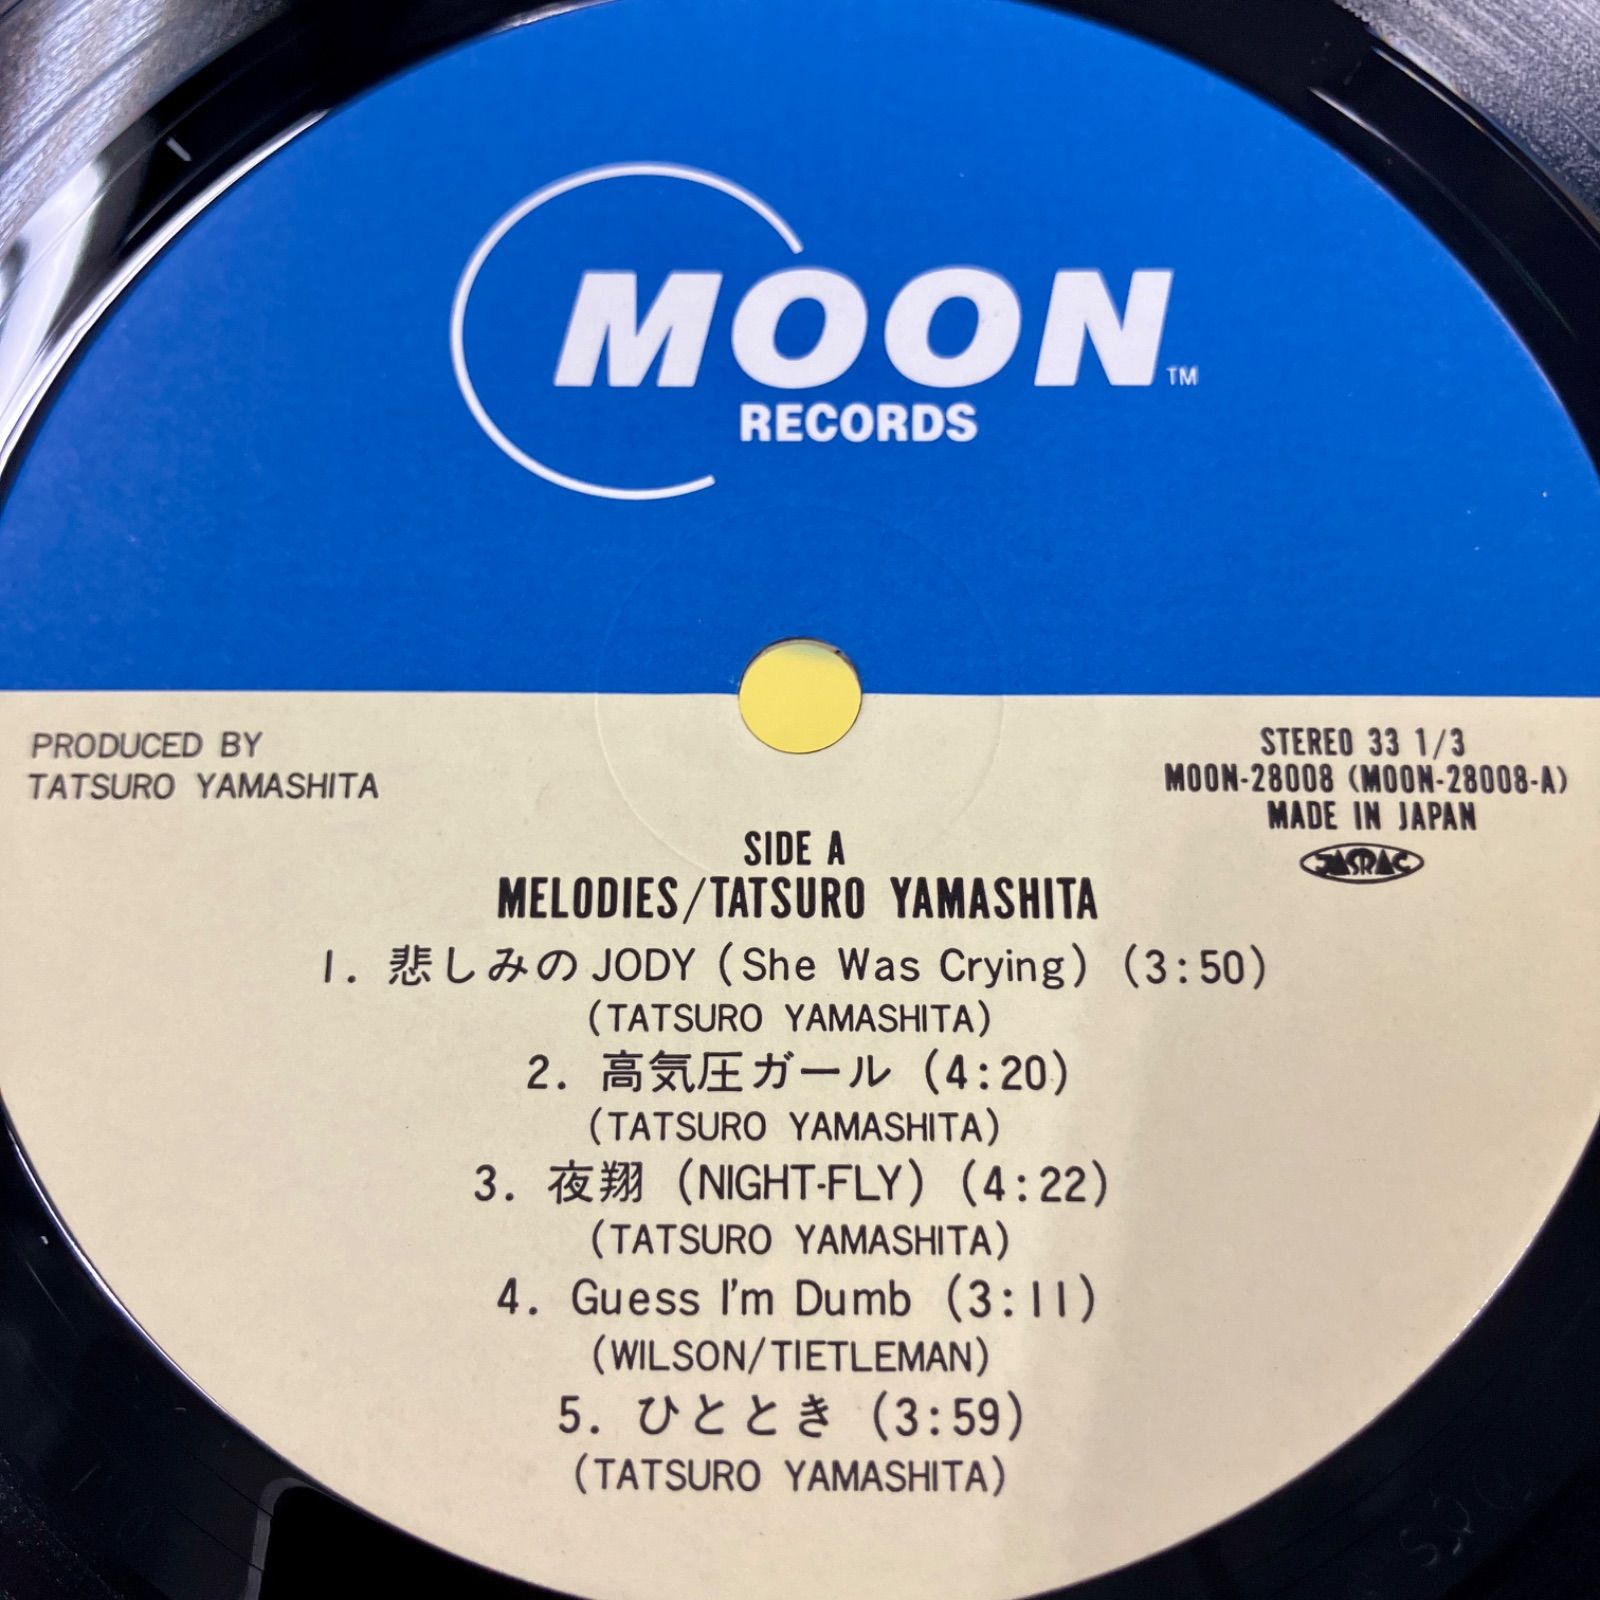 MOON™
RECORDS
PRODUCED BY
TATSURO YAMASHITA
STEREO 33 1/3
MOON-28008 (MOON-28008-A)
MADE IN JAPAN
JASRAC
SIDE A
MELODIES/TATSURO YAMASHITA
1. 悲しみのJODY (She Was Crying) (3:50)
(TATSURO YAMASHITA)
2. 高気圧ガール (4:20)
(TATSURO YAMASHITA)
3. 夜翔 (NIGHT-FLY) (4:22)
(TATSURO YAMASHITA)
4. Guess I'm Dumb (3:11)
(WILSON/TIETLEMAN)
5. ひととき (3:59)
(TATSURO YAMASHITA)